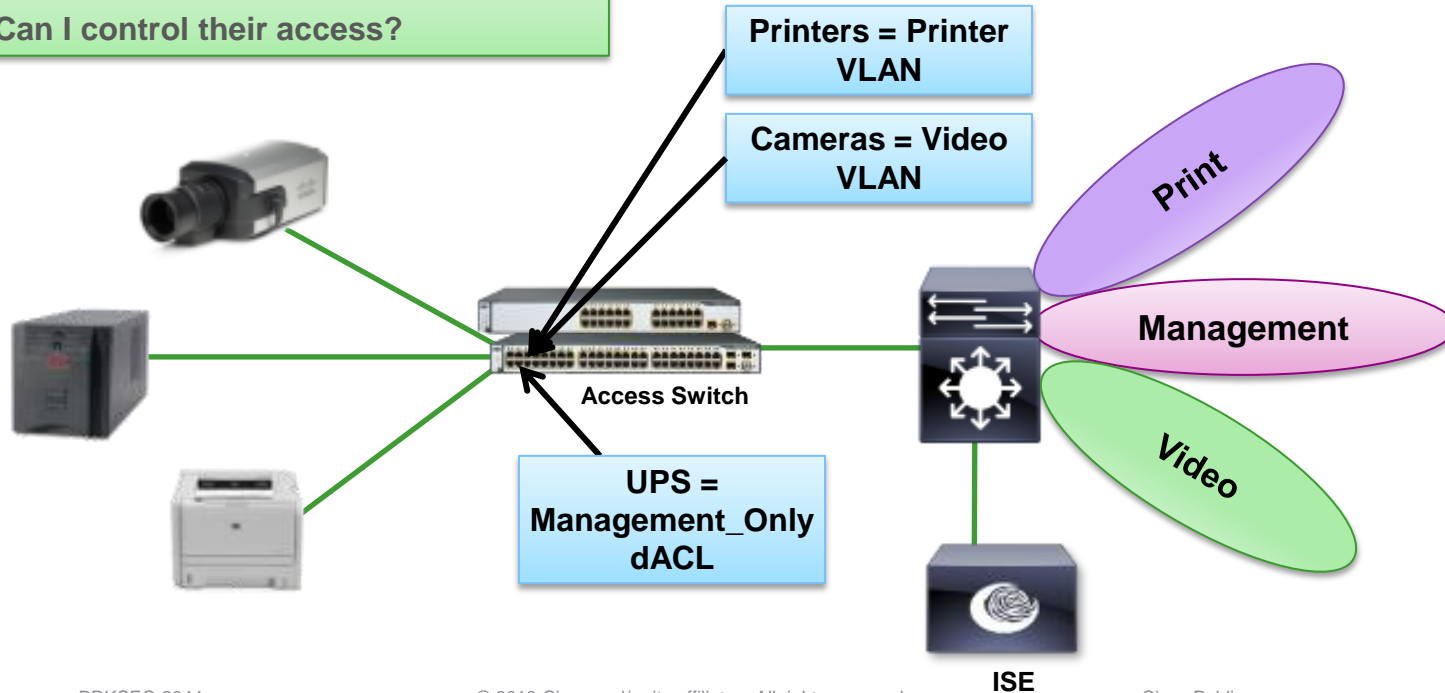 Can I control their access?
Printers = Printer
VLAN
Cameras = Video
VLAN
Print
Management
Video
Access Switch
UPS =
Management_Only
dACL
ISE